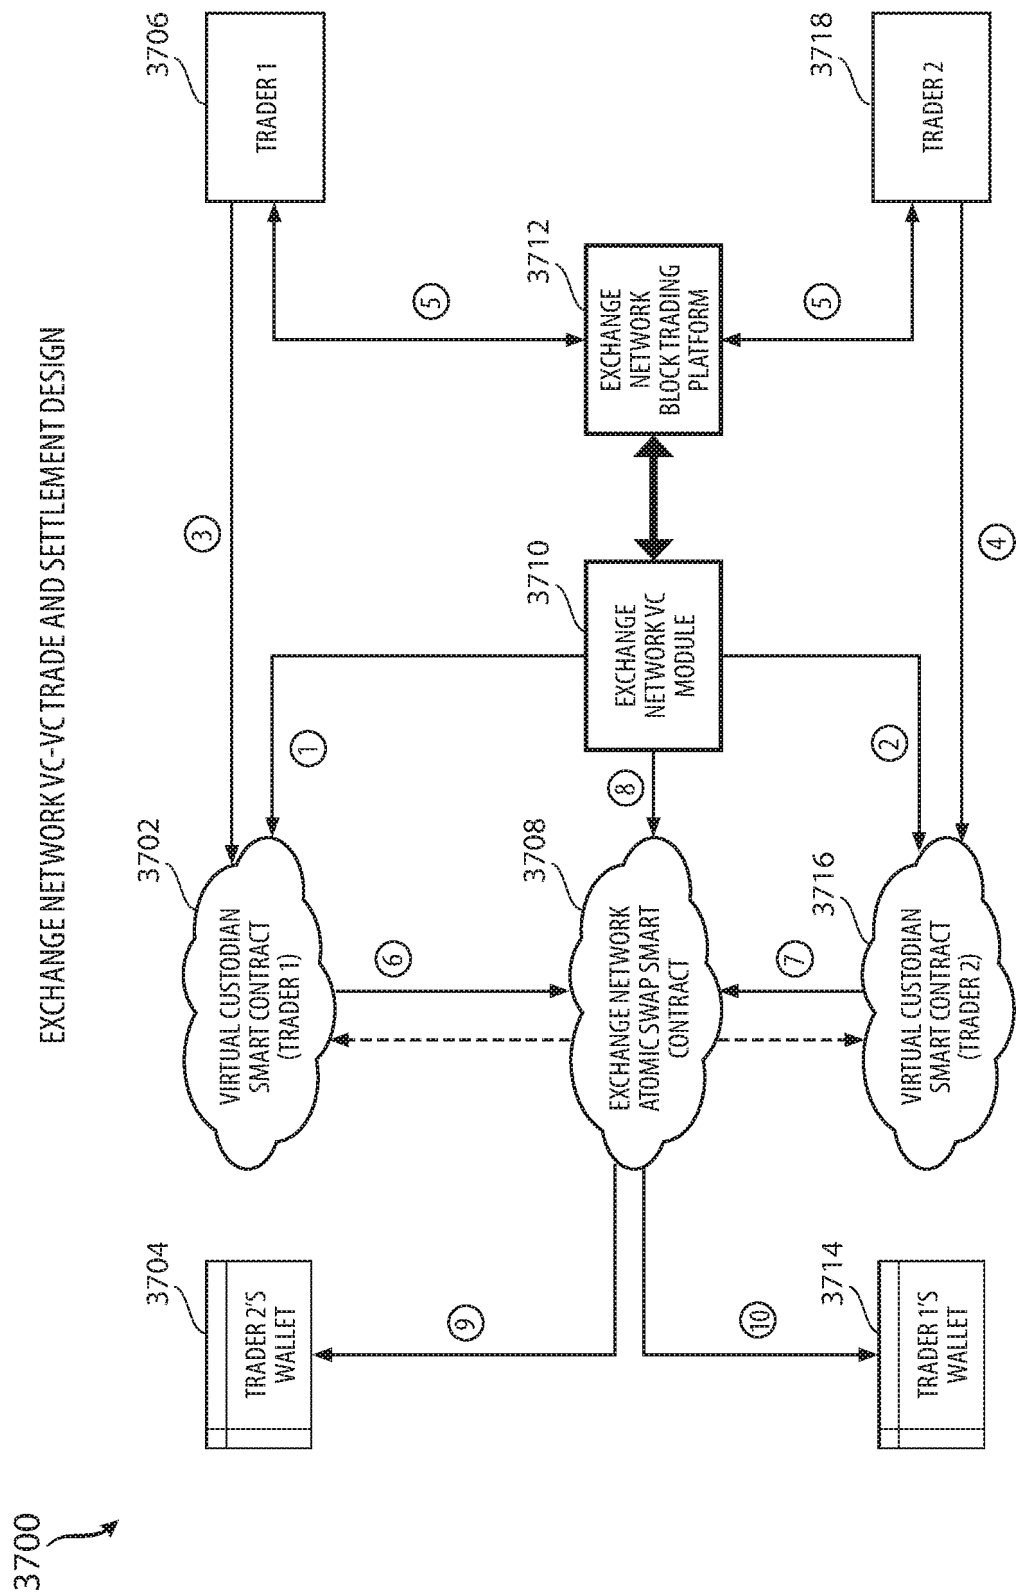 3700
EXCHANGE NETWORK VC-VC TRADE AND SETTLEMENT DESIGN
3704
TRADER 2'S
WALLET
3702
VIRTUAL CUSTODIAN
SMART CONTRACT
(TRADER 1)
3
1
3706
TRADER 1
9
6
5
3708
EXCHANGE NETWORK
ATOMIC SWAP SMART
CONTRACT
8
3710
EXCHANGE
NETWORK VC
MODULE
3712
EXCHANGE
NETWORK
BLOCK TRADING
PLATFORM
10
7
5
3714
TRADER 1'S
WALLET
3716
VIRTUAL CUSTODIAN
SMART CONTRACT
(TRADER 2)
2
4
3718
TRADER 2